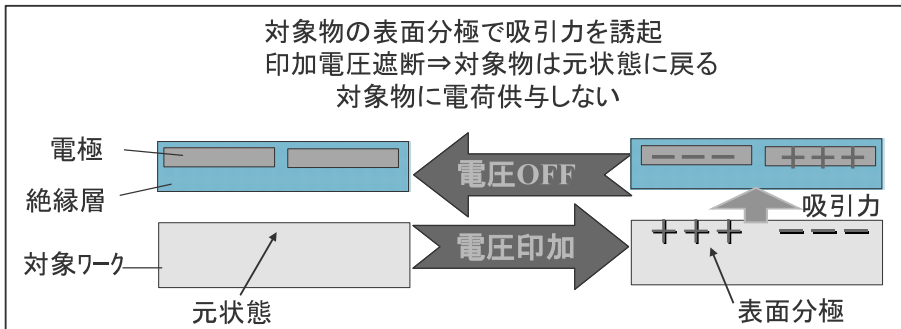 対象物の表面分極で吸引力を誘起
印加電圧遮断⇒対象物は元状態に戻る
対象物に電荷供与しない
電極
絶縁層
電圧OFF
－－－ ＋＋＋
吸引力
対象ワーク
電圧印加
＋＋＋ －－－
元状態
表面分極